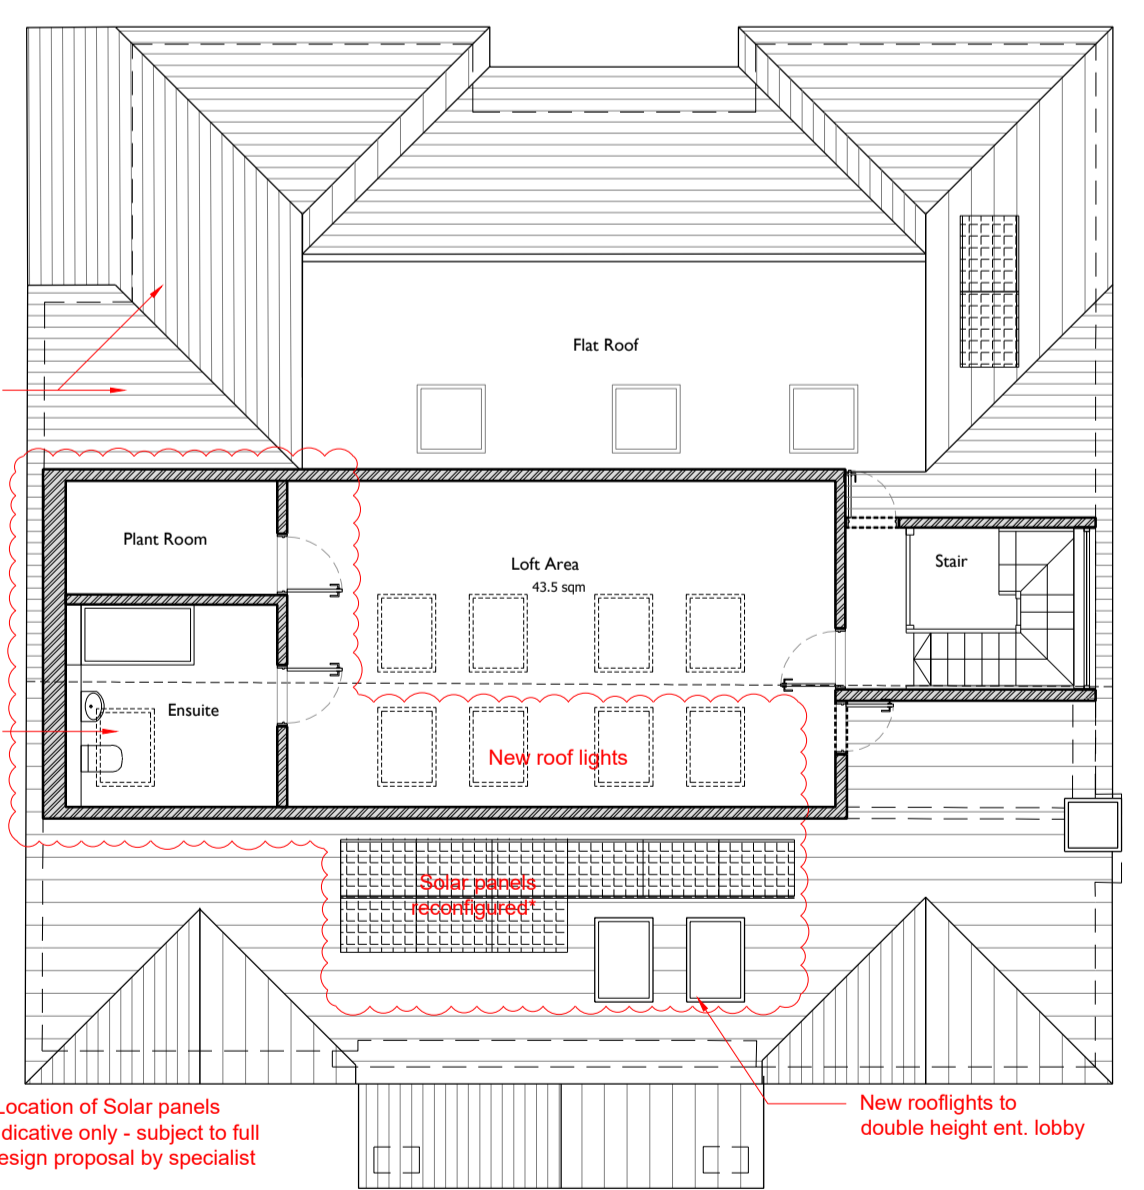 Flat Roof
Plant Room
Loft Area
43.5 sqm
Stair
Ensuite
New roof lights
Solar panels
reconfigured*
Location of Solar panels
dicative only - subject to full
esign proposal by specialist
New rooflights to
double height ent. lobby